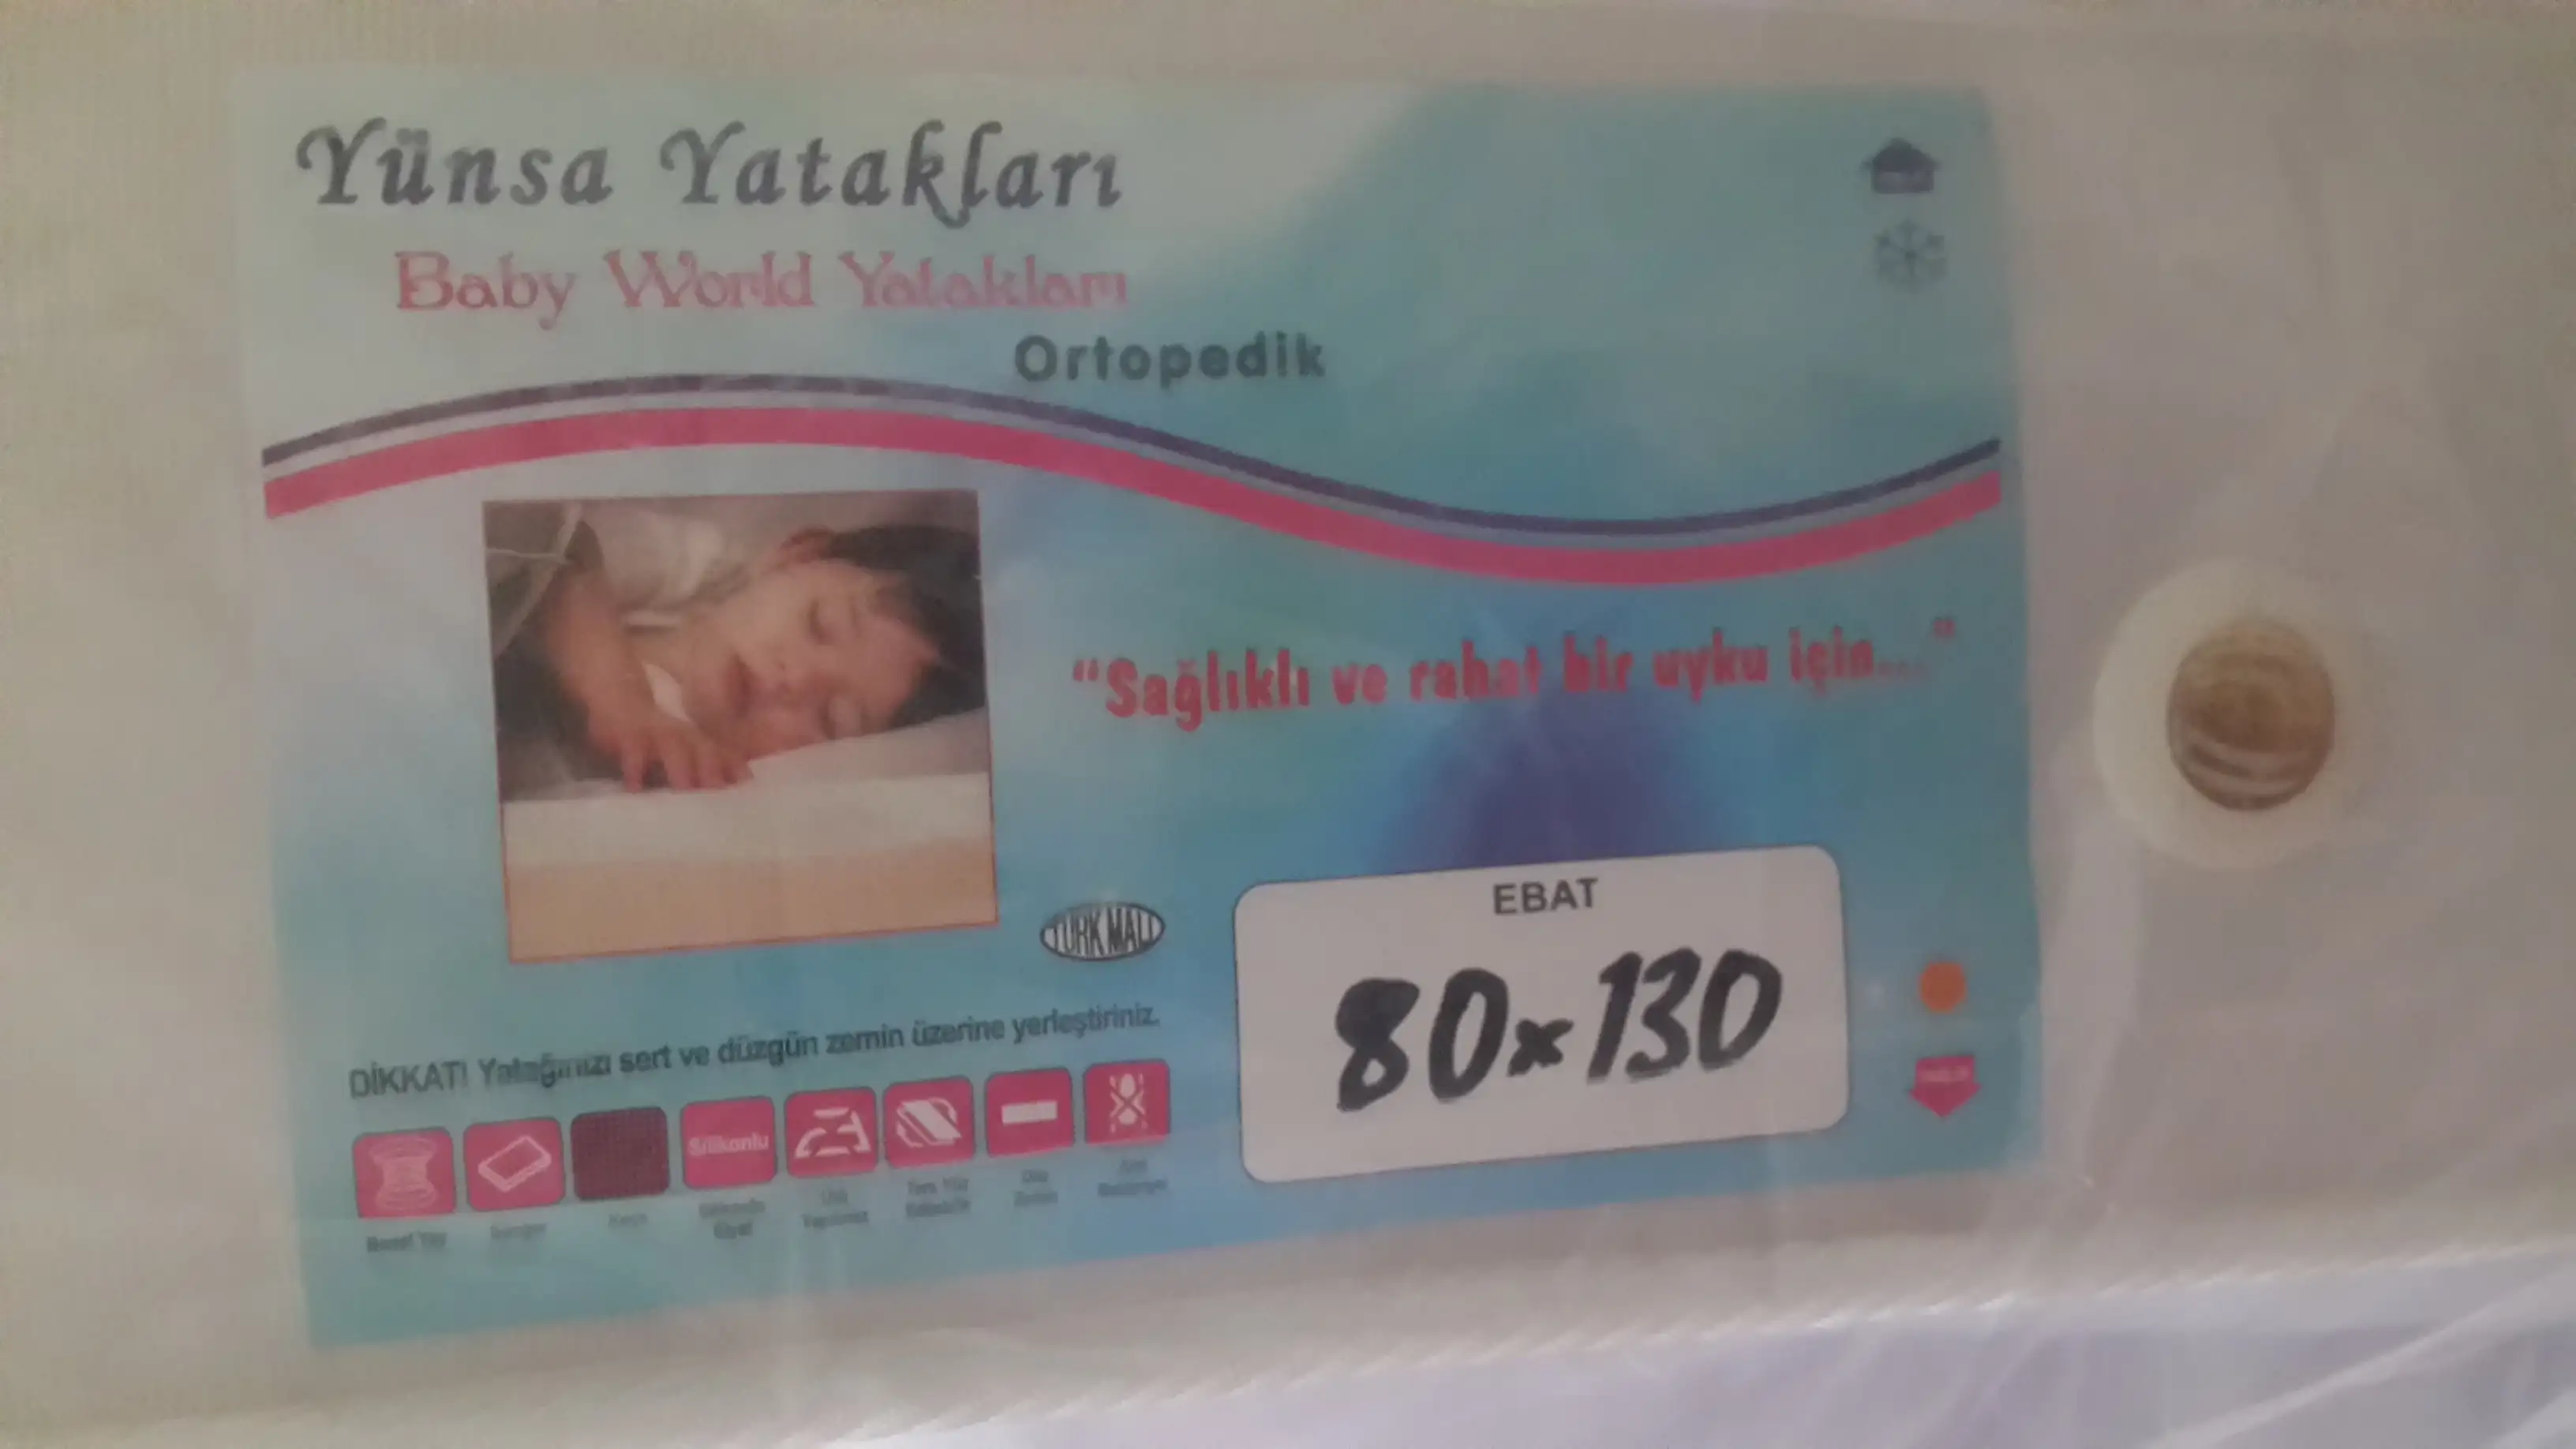 Yünsa Yatakları
Baby World Yatakları
Ortopedik
“Sağlıklı ve rahat bir uyku için...”
TÜRK MALI
EBAT
80x130
DİKKAT! Yatağınızı sert ve düzgün zemin üzerine yerleştiriniz.
Silikonlu